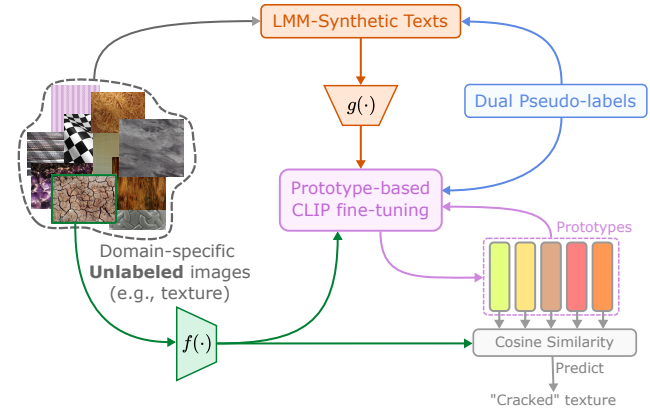 LMM-Synthetic Texts
g(·)
Dual Pseudo-labels
Prototype-based
CLIP fine-tuning
Prototypes
Domain-specific
Unlabeled images
(e.g., texture)
f(·)
Cosine Similarity
Predict
"Cracked" texture